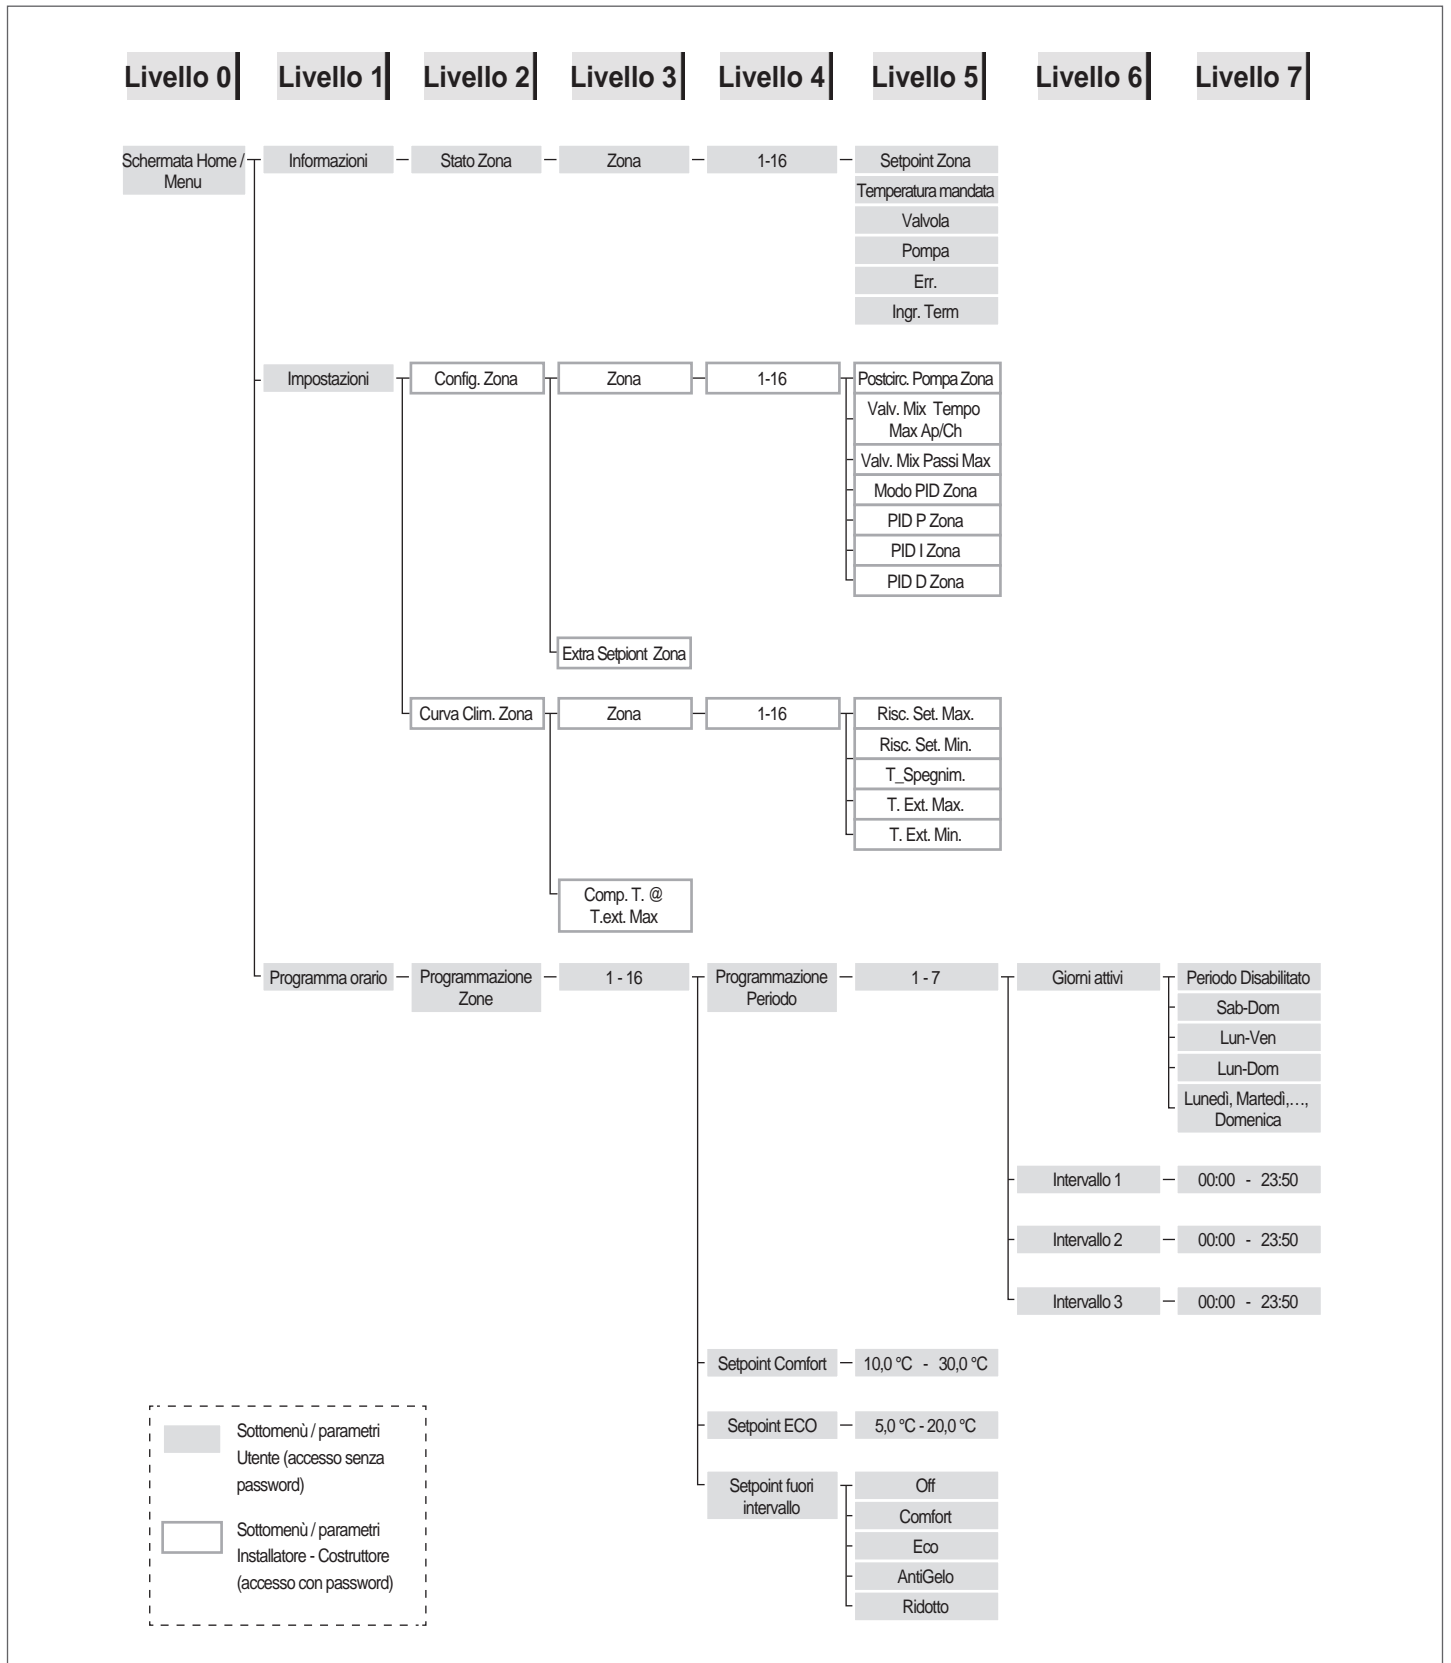 Livello 0 Livello 1 Livello 2 Livello 3 Livello 4 Livello 5 Livello 6 Livello 7
Schermata Home /
Menu
Informazioni
Stato Zona
Zona
1-16
Setpoint Zona
Temperatura mandata
Valvola
Pompa
Err.
Ingr. Term
Impostazioni
Config. Zona
Zona
1-16
Postcirc. Pompa Zona
Valv. Mix Tempo
Max Ap/Ch
Valv. Mix Passi Max
Modo PID Zona
PID P Zona
PID I Zona
PID D Zona
Extra Setpiont Zona
Curva Clim. Zona
Zona
1-16
Risc. Set. Max.
Risc. Set. Min.
T_Spegnim.
T. Ext. Max.
T. Ext. Min.
Comp. T. @
T.ext. Max
Programma orario
Programmazione
Zone
1 - 16
Programmazione
Periodo
1 - 7
Giorni attivi
Periodo Disabilitato
Sab-Dom
Lun-Ven
Lun-Dom
Lunedì, Martedì,…,
Domenica
Intervallo 1
00:00 - 23:50
Intervallo 2
00:00 - 23:50
Intervallo 3
00:00 - 23:50
Setpoint Comfort
10,0 °C - 30,0 °C
Setpoint ECO
5,0 °C - 20,0 °C
Setpoint fuori
intervallo
Off
Comfort
Eco
AntiGelo
Ridotto
Sottomenù / parametri
Utente (accesso senza
password)
Sottomenù / parametri
Installatore - Costruttore
(accesso con password)